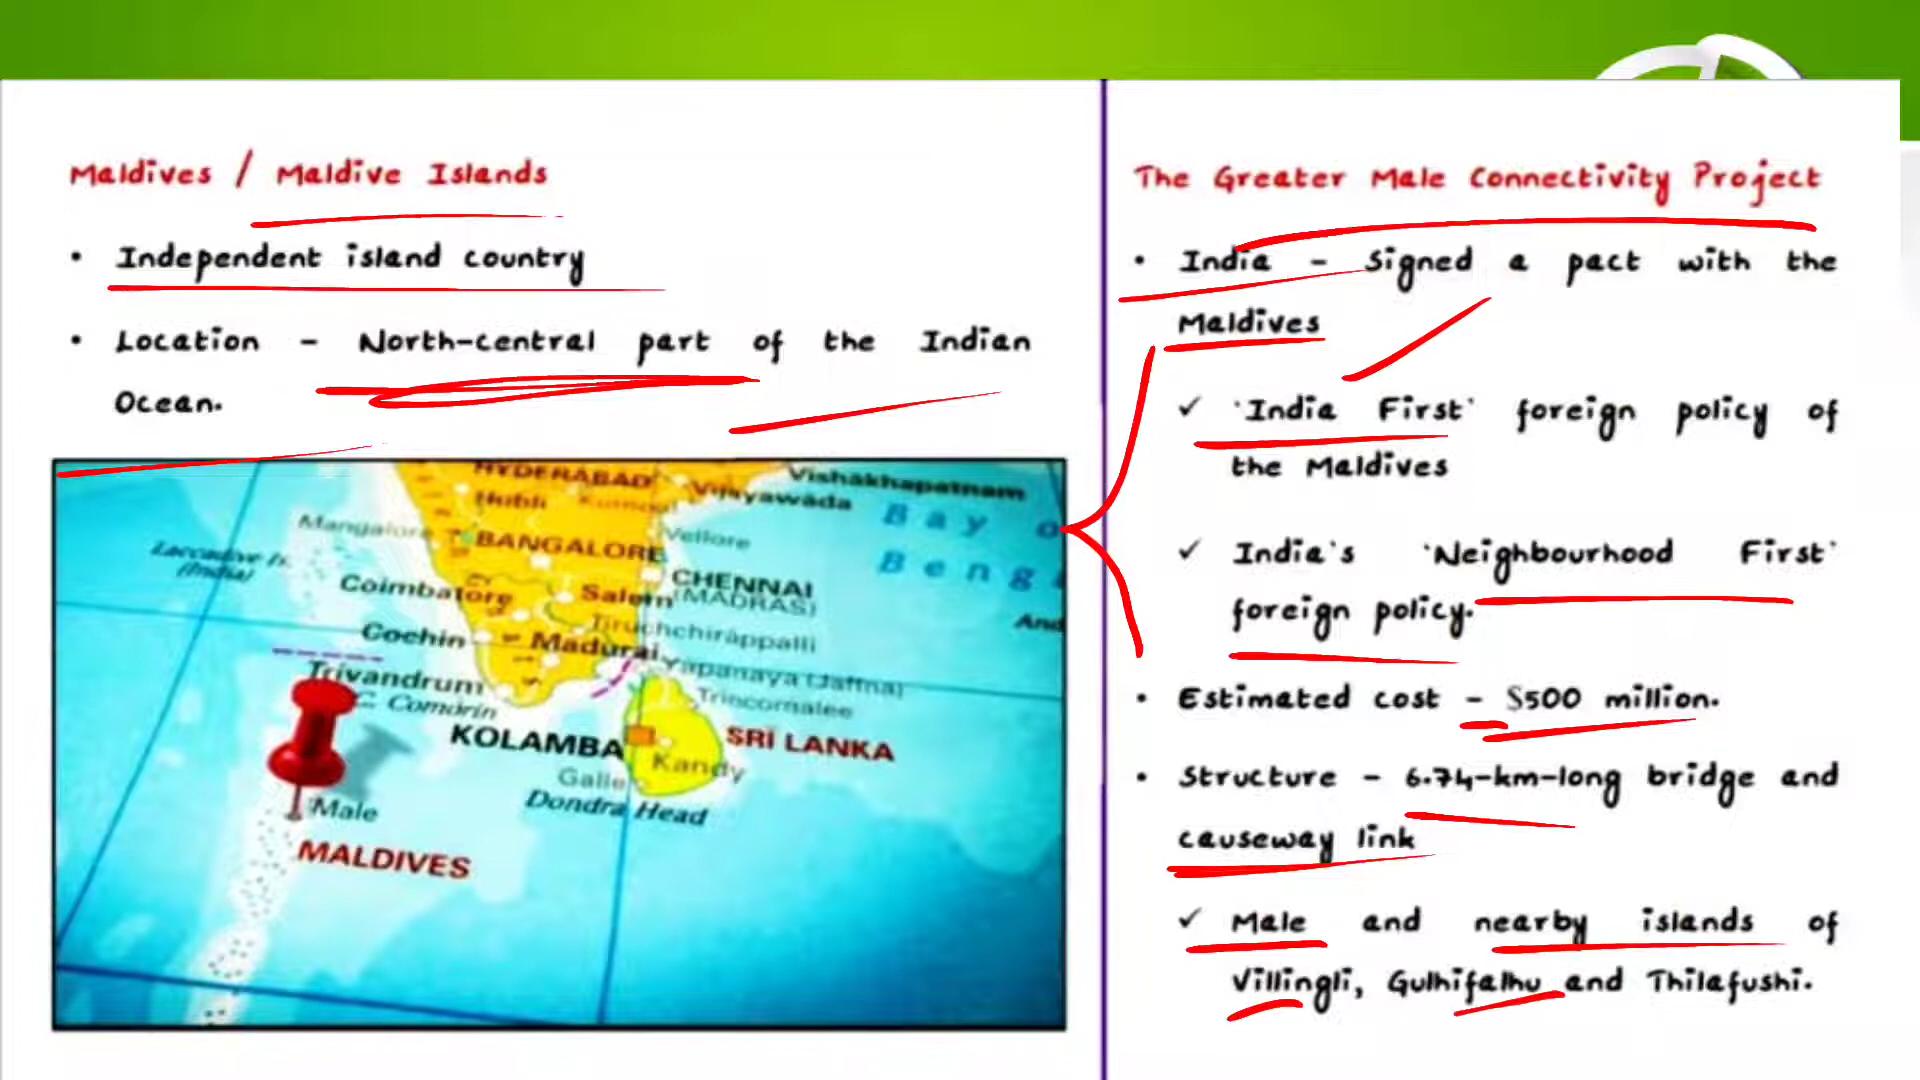 Maldives / Maldive Islands
• Independent island country
• Location - North-central part of the Indian
Ocean.
HYDERABAD
Vishakhapatnam
Hubli
Kurnool
Vijayawada
Bay o
Mangalore
BANGALORE
Vellore
Laccadive Is.
(India)
Beng
Coimbatore
Salem
CHENNAI
(MADRAS)
Cochin
Tiruchchirāppalli
And
Madurai
Trivandrum
Yapanaya (Jaffna)
C. Comorin
Trincomalee
KOLAMBA
SRI LANKA
Kandy
Galle
Dondra Head
Male
MALDIVES
The Greater Male Connectivity Project
• India - Signed a pact with the
Maldives
✓ 'India First' foreign policy of
the Maldives
✓ India's 'Neighbourhood First'
foreign policy.
• Estimated cost - $500 million.
• Structure - 6.74-km-long bridge and
causeway link
✓ Male and nearby islands of
Villingli, Gulhifalhu and Thilafushi.